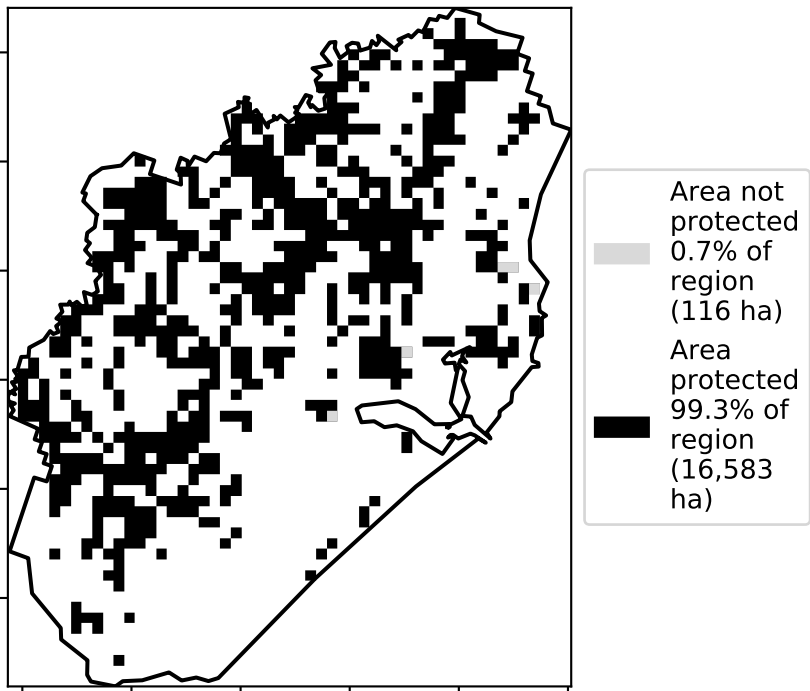 Area not
protected
0.7% of
region
(116 ha)
Area
protected
99.3% of
region
(16,583
ha)